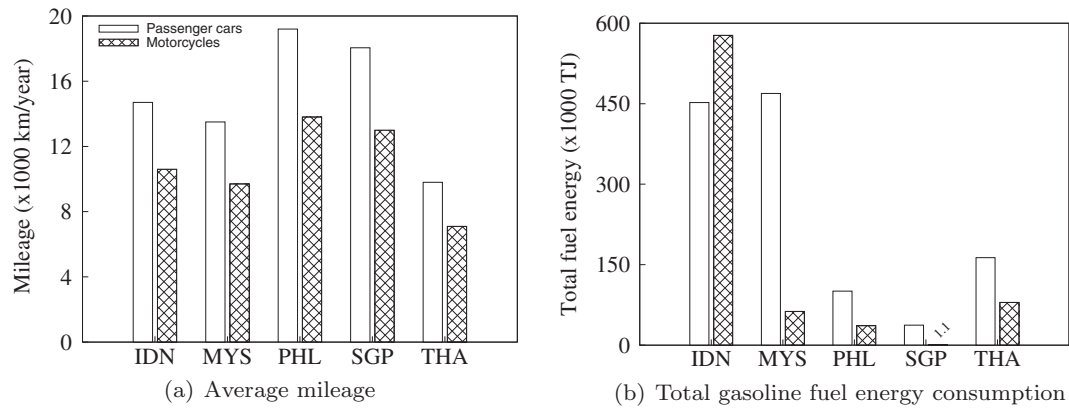 20
16
12
8
4
0
Mileage (x1000 km/year)
Passenger cars
Motorcycles
IDN MYS PHL SGP THA
(a) Average mileage
600
450
300
150
0
Total fuel energy (x1000 TJ)
1.1
IDN MYS PHL SGP THA
(b) Total gasoline fuel energy consumption